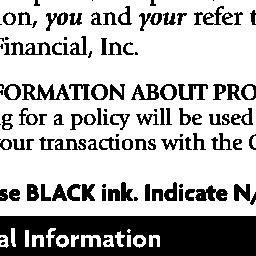 ion, you and your refer t
Financial, Inc.
FORMATION ABOUT PRO
g for a policy will be used
our transactions with the C
se BLACK ink. Indicate N/
al Information